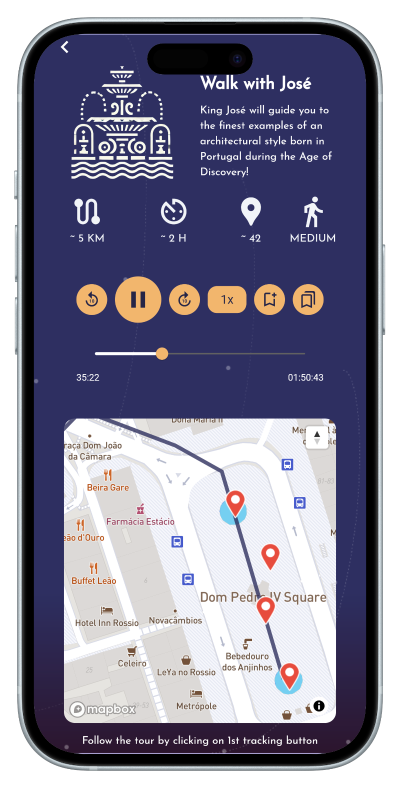 Walk with José
King José will guide you to
the finest examples of an
architectural style born in
Portugal during the Age of
Discovery!
~ 5 KM
~ 2 H
~ 42
MEDIUM
10
1x
10
35:22
01:50:43
Dona Maria II
raça Dom João
da Câmara
Beira Gare
Farmácia Estácio
eão d'Ouro
Buffet Leão
Dom Pedro IV Square
Hotel Inn Rossio
Novacâmbios
Celeiro
LeYa no Rossio
Bebedouro
dos Anjinhos
Metrópole
mapbox
Follow the tour by clicking on 1st tracking button